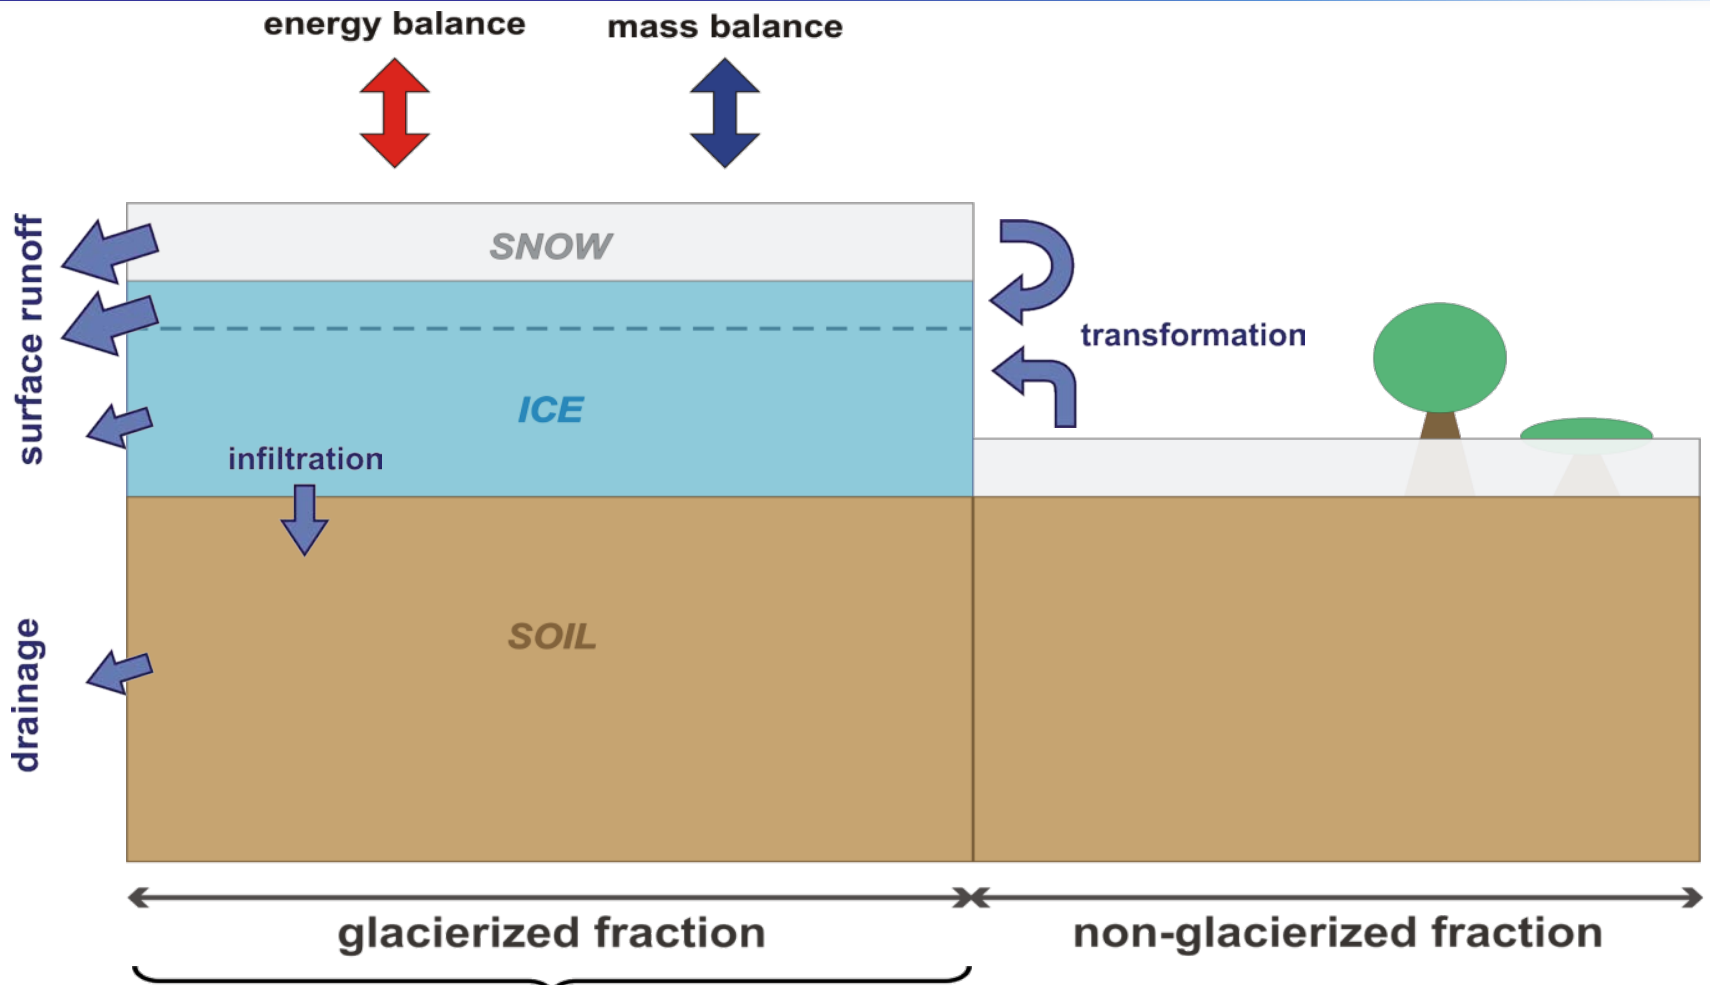 energy balance
mass balance
surface runoff
SNOW
transformation
ICE
infiltration
SOIL
drainage
glacierized fraction
non-glacierized fraction